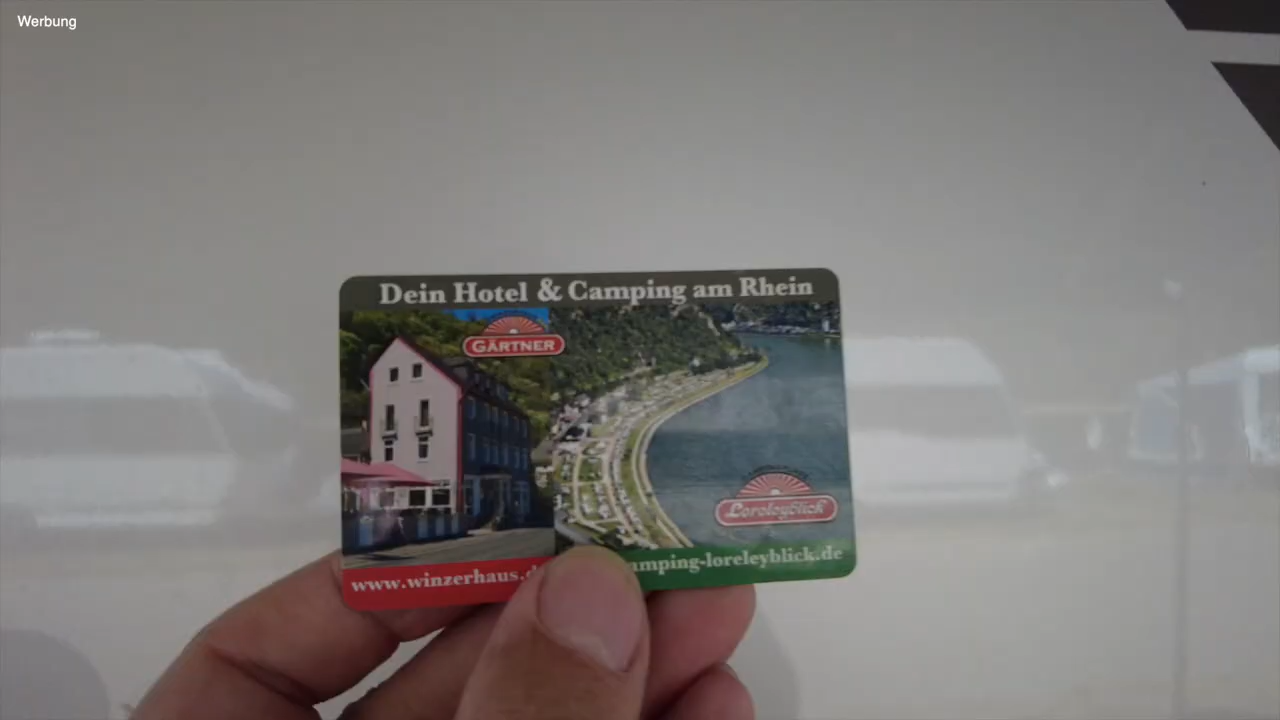 Werbung
Dein Hotel & Camping am Rhein
GÄRTNER
Loreleyblick
www.winzerhaus.d
amping-loreleyblick.de